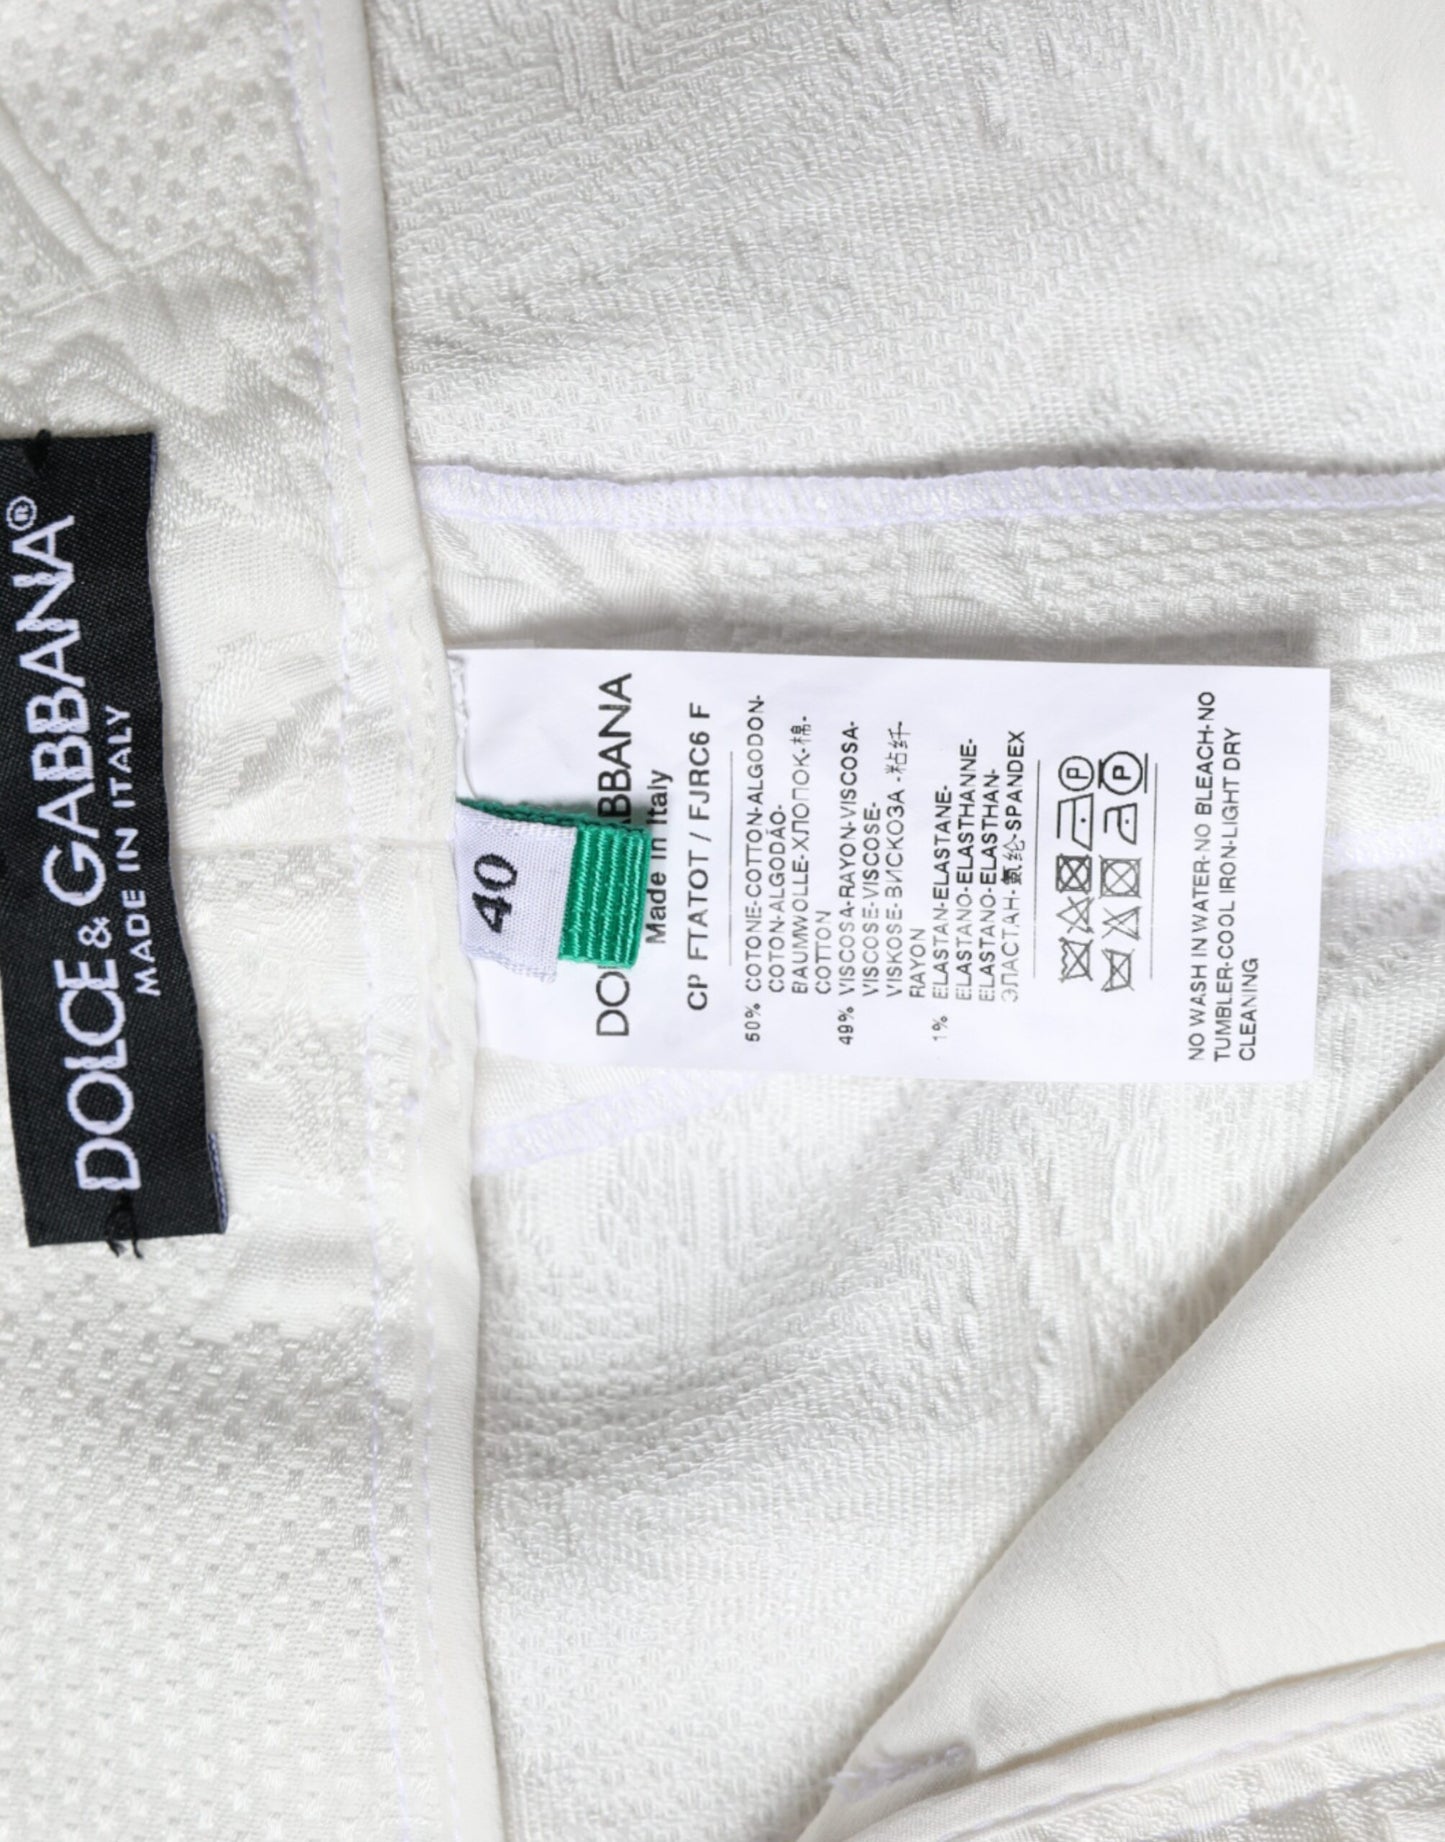 DOLCE & GABBANA®
MADE IN ITALY
40
DO BBANA
Made in Italy
CP FTATOT / FJRC6 F
50% COTONE-COTTON-ALGODON-
COTON-ALGODÃO-
BAUMWOLLE-ХЛОПОК-棉-
COTTON
49% VISCOSA-RAYON-VISCOSA-
VISCOSE-VISCOSE-
VISKOSE-ВИСКОЗА-粘纤-
RAYON
1% ELASTAN-ELASTANE-
ELASTANO-ELASTHANNE-
ELASTANO-ELASTHAN-
ЭЛАСТАН-氨纶-SPANDEX
P
P
NO WASH IN WATER-NO BLEACH-NO
TUMBLER-COOL IRON-LIGHT DRY
CLEANING